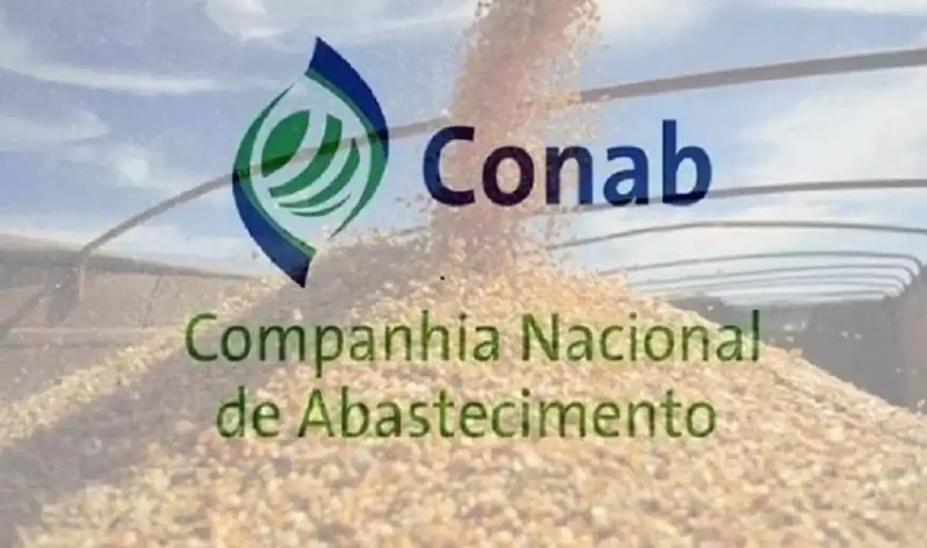 Conab
Companhia Nacional
de Abastecimento